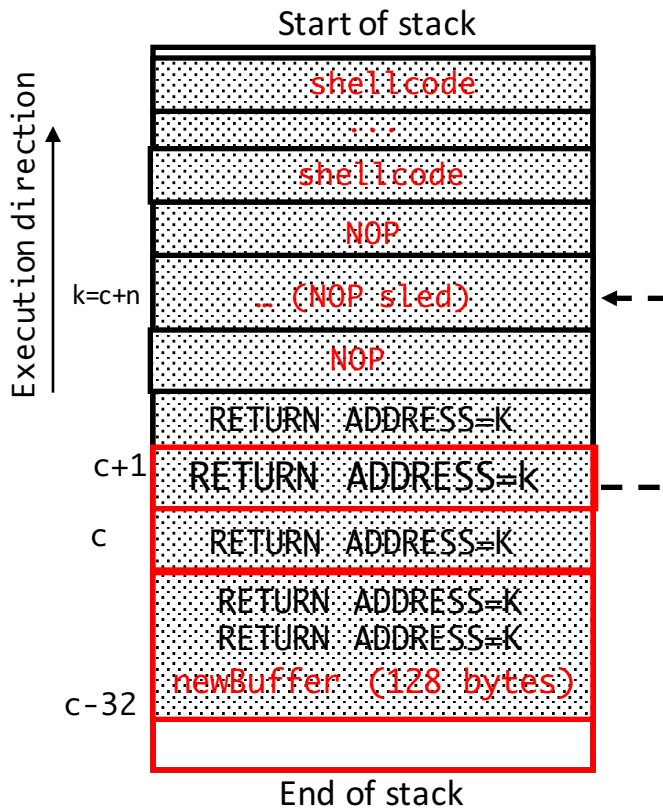 Start of stack
shellcode
...
shellcode
NOP
Execution direction
k=c+n
… (NOP sled)
NOP
RETURN ADDRESS=K
c+1
RETURN ADDRESS=k
c
RETURN ADDRESS=K
RETURN ADDRESS=K
RETURN ADDRESS=K
newBuffer (128 bytes)
c-32
End of stack